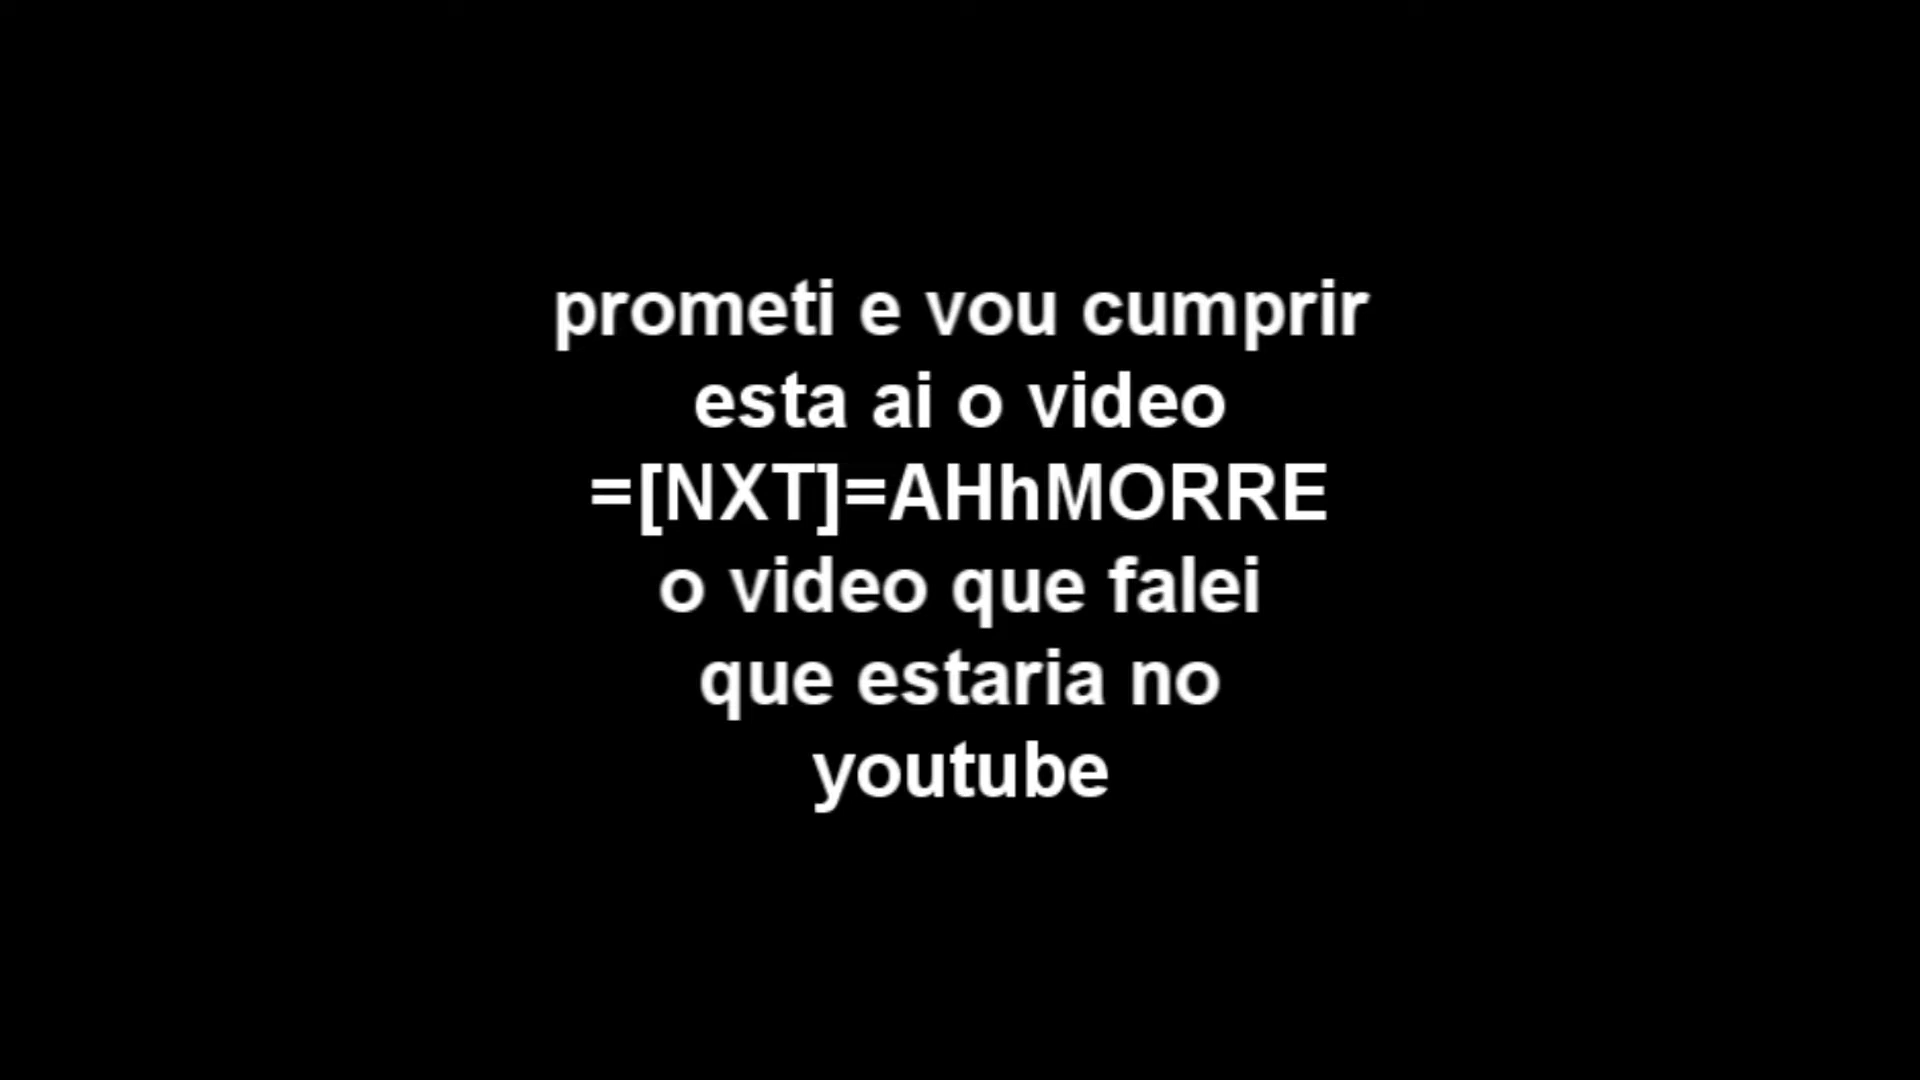 prometi e vou cumprir
esta ai o video
=[NXT]=AHhMORRE
o video que falei
que estaria no
youtube